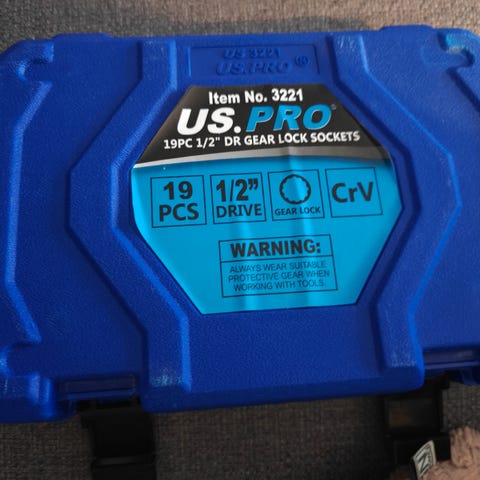 US 3221
US.PRO®
Item No. 3221
US.PRO®
19PC 1/2" DR GEAR LOCK SOCKETS
19 PCS
1/2” DRIVE
GEAR LOCK
CrV
WARNING:
ALWAYS WEAR SUITABLE
PROTECTIVE GEAR WHEN
WORKING WITH TOOLS.